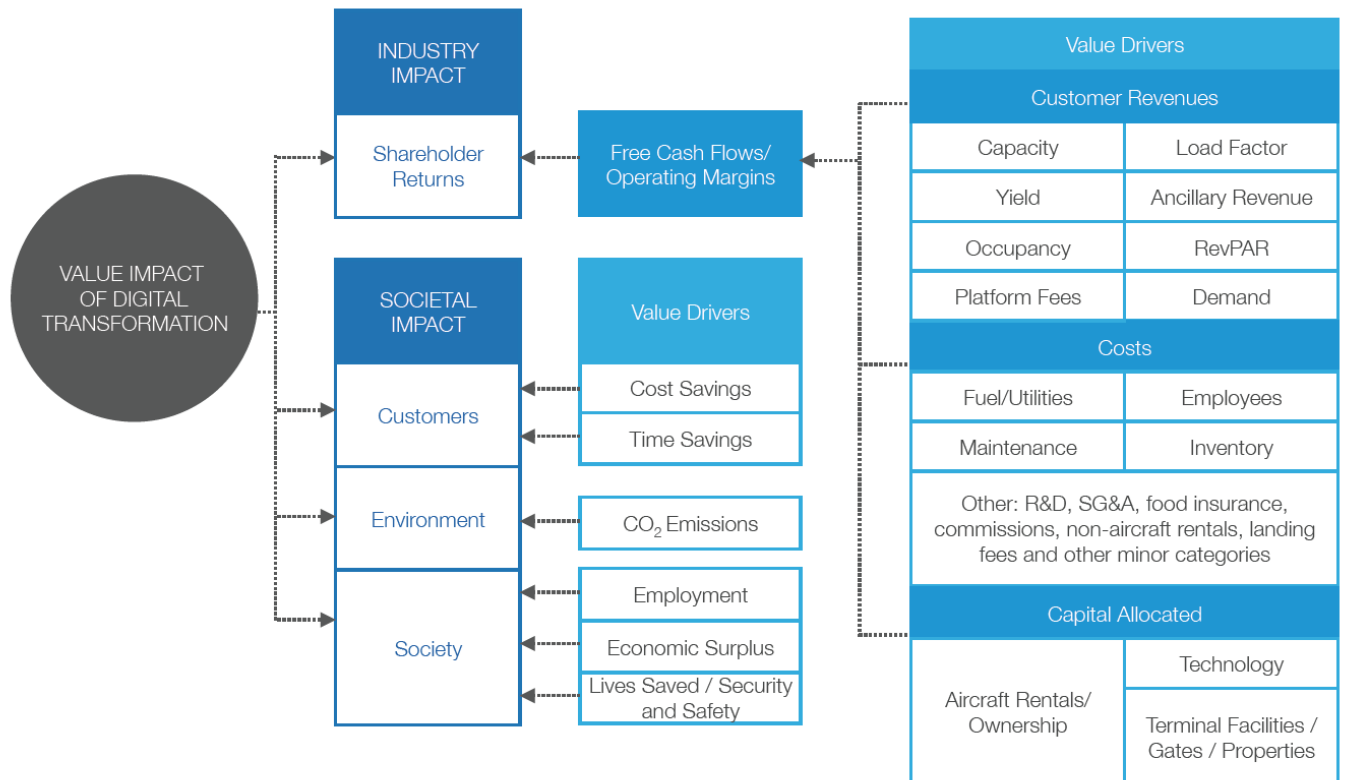 VALUE IMPACT
OF DIGITAL
TRANSFORMATION
INDUSTRY
IMPACT
Shareholder
Returns
Free Cash Flows/
Operating Margins
SOCIETAL
IMPACT
Value Drivers
Customers
Cost Savings
Time Savings
Environment
CO₂ Emissions
Society
Employment
Economic Surplus
Lives Saved / Security
and Safety
Value Drivers
Customer Revenues
Capacity
Load Factor
Yield
Ancillary Revenue
Occupancy
RevPAR
Platform Fees
Demand
Costs
Fuel/Utilities
Employees
Maintenance
Inventory
Other: R&D, SG&A, food insurance,
commissions, non-aircraft rentals, landing
fees and other minor categories
Capital Allocated
Aircraft Rentals/
Ownership
Technology
Terminal Facilities /
Gates / Properties